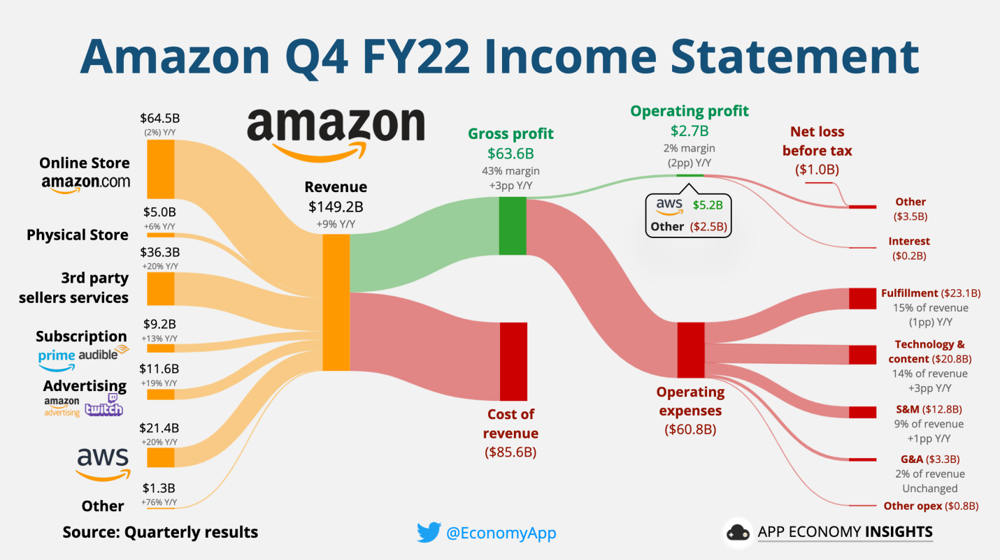 Amazon Q4 FY22 Income Statement
amazon
$64.5B
(2%) Y/Y
Online Store
amazon.com
$5.0B
+6% Y/Y
Physical Store
$36.3B
+20% Y/Y
3rd party
sellers services
$9.2B
+13% Y/Y
Subscription
prime audible
$11.6B
+19% Y/Y
Advertising
amazon
advertising
twitch
$21.4B
+20% Y/Y
aws
$1.3B
+76% Y/Y
Other
Revenue
$149.2B
+9% Y/Y
Gross profit
$63.6B
43% margin
+3pp Y/Y
Cost of
revenue
($85.6B)
Operating profit
$2.7B
2% margin
(2pp) Y/Y
aws $5.2B
Other ($2.5B)
Net loss
before tax
($1.0B)
Other
($3.5B)
Interest
($0.2B)
Operating
expenses
($60.8B)
Fulfillment ($23.1B)
15% of revenue
(1pp) Y/Y
Technology &
content ($20.8B)
14% of revenue
+3pp Y/Y
S&M ($12.8B)
9% of revenue
+1pp Y/Y
G&A ($3.3B)
2% of revenue
Unchanged
Other opex ($0.8B)
Source: Quarterly results
@EconomyApp
APP ECONOMY INSIGHTS